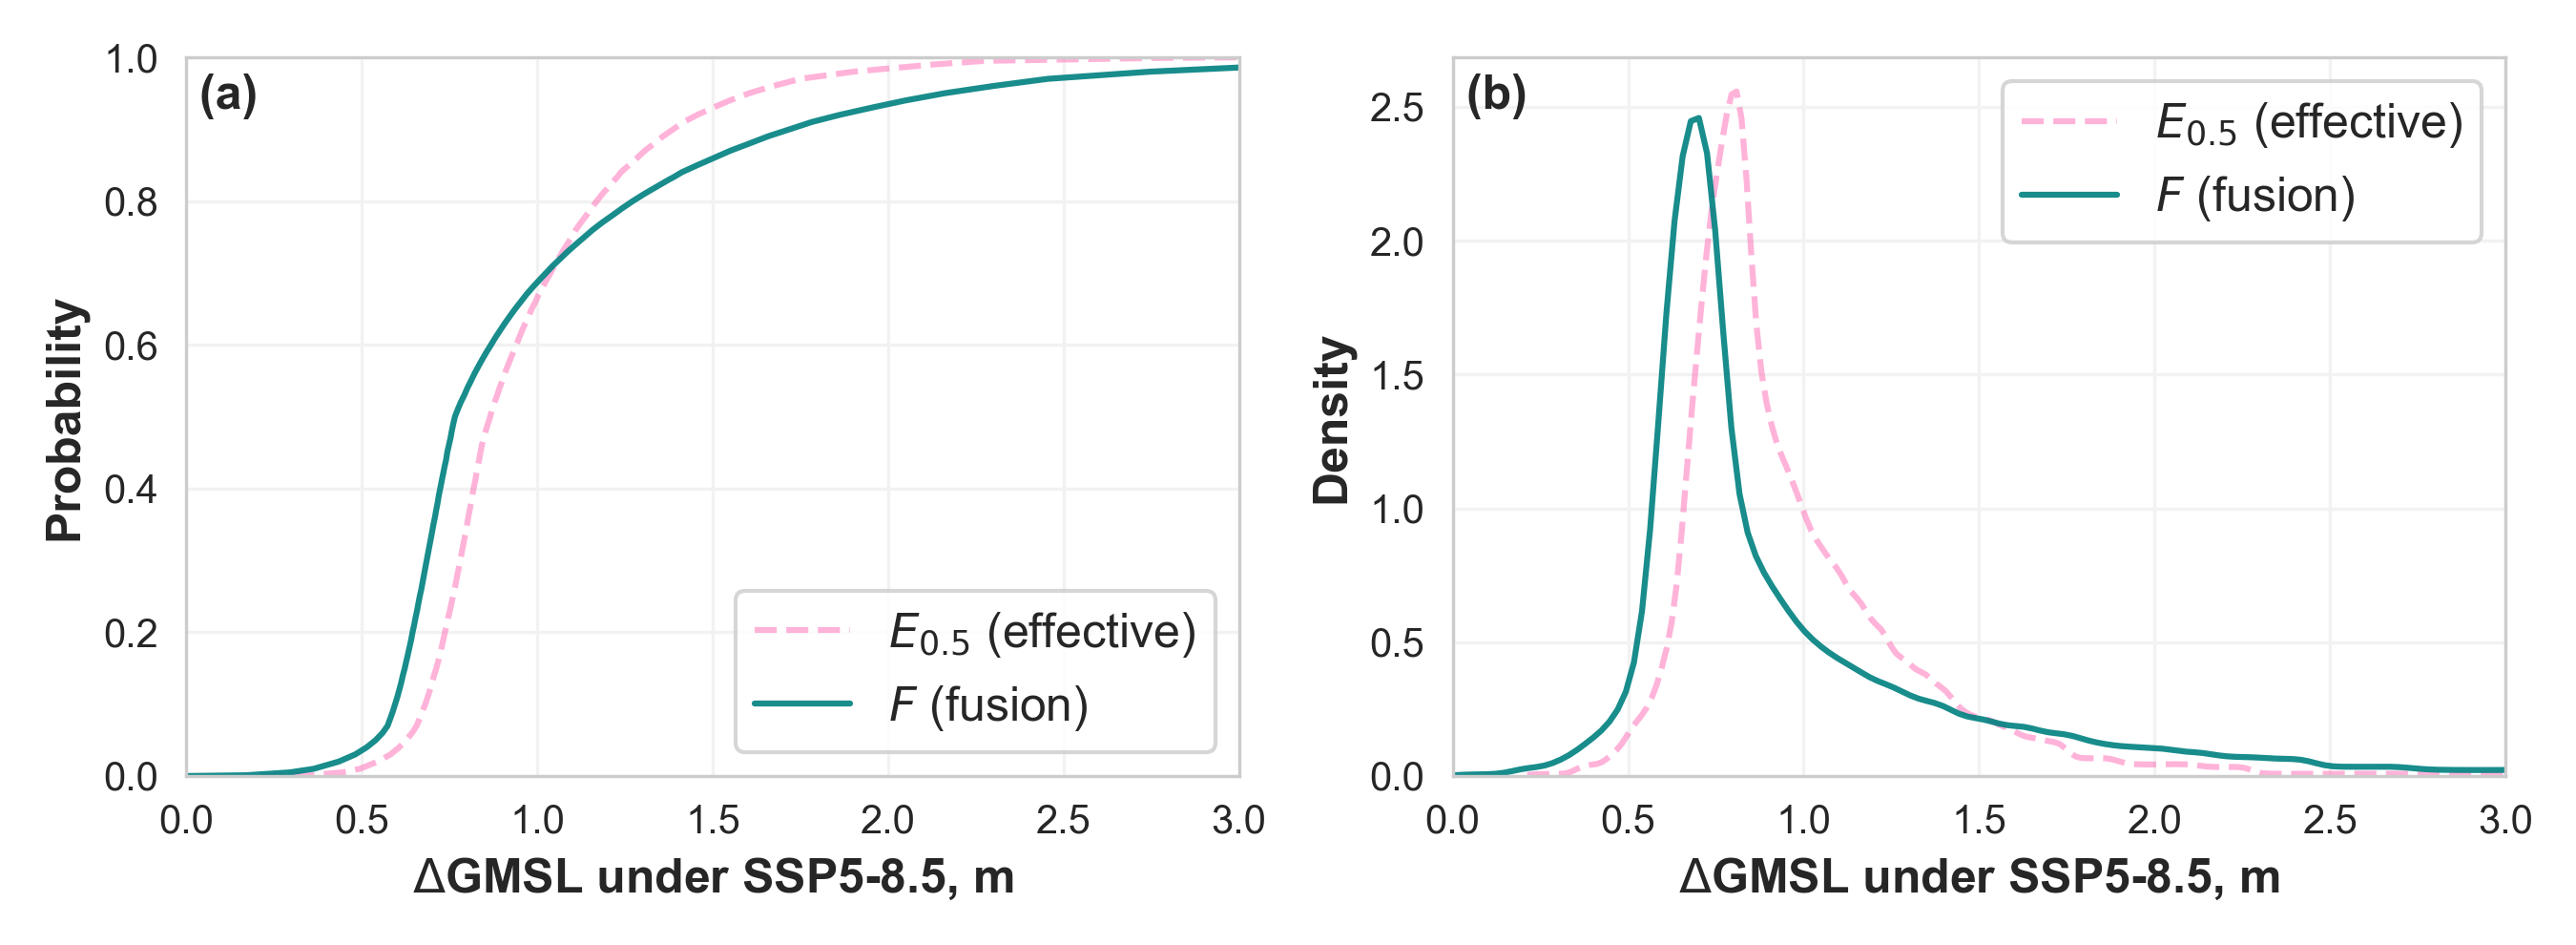 (a)
Probability
1.0
0.8
0.6
0.4
0.2
0.0
0.0 0.5 1.0 1.5 2.0 2.5 3.0
ΔGMSL under SSP5-8.5, m
E0.5 (effective)
F (fusion)
(b)
Density
2.5
2.0
1.5
1.0
0.5
0.0
0.0 0.5 1.0 1.5 2.0 2.5 3.0
ΔGMSL under SSP5-8.5, m
E0.5 (effective)
F (fusion)